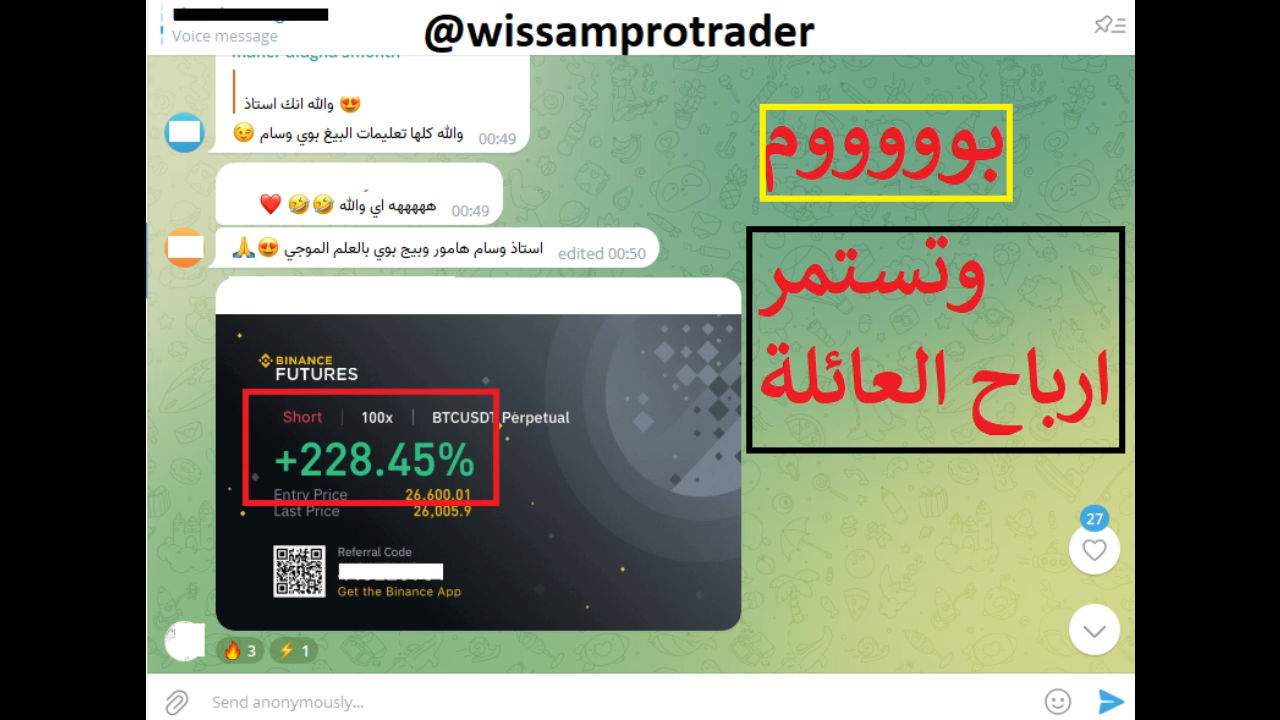 Voice message
@wissamprotrader
والله انك استاذ 😍
والله كلها تعليمات البيغ بوي وسام 😉 00:49
ههههههه اي والله 🤣🤣❤️ 00:49
استاذ وسام هامور وبيج بوي بالعلم الموجي 😍🙏 edited 00:50
BINANCE
FUTURES
Short | 100x | BTCUSDT Perpetual
+228.45%
Entry Price 26,600.01
Last Price 26,005.9
Referral Code
Get the Binance App
🔥 3 ⚡ 1
بوووووم
وتستمر
ارباح العائلة
27
Send anonymously...